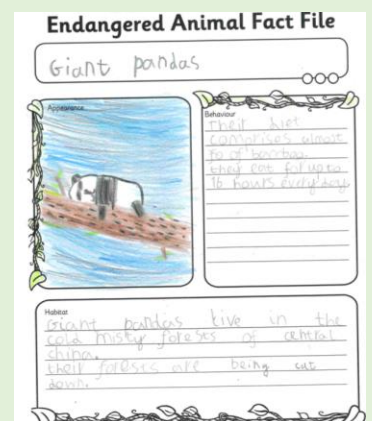 Endangered Animal Fact File
Giant pandas
Appearance
Behaviour
Their diet
comprises almost
of bamboo.
they eat for up to
16 hours every day.
Habitat
Giant pandas live in the
cold misty forests of central
china.
their forests are being cut
down.